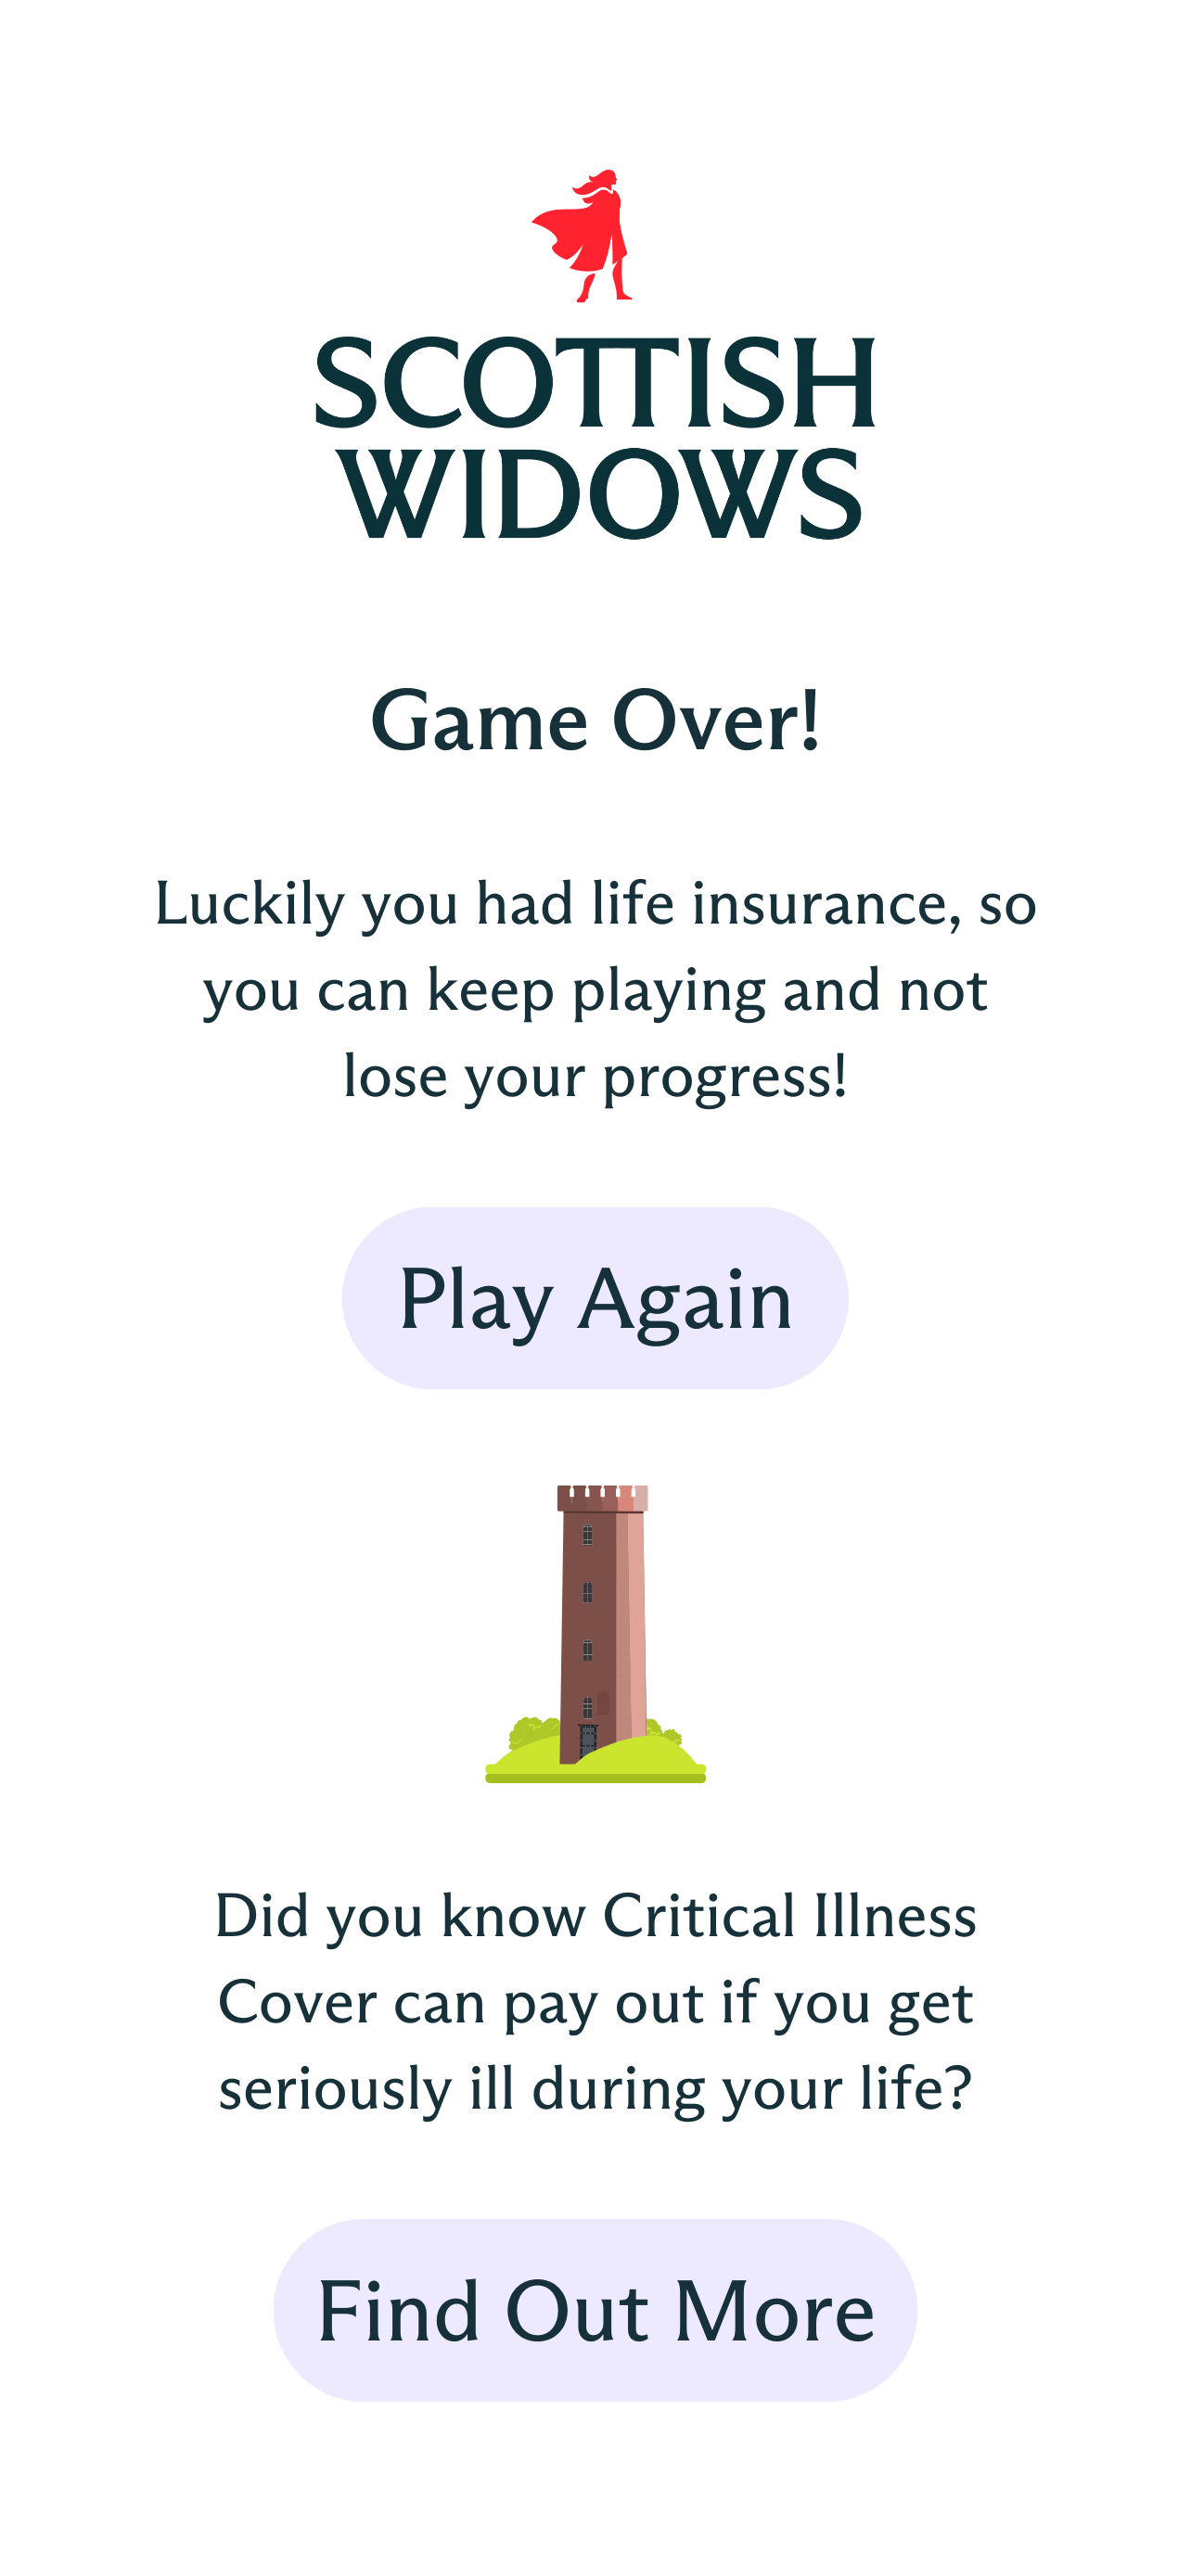 SCOTTISH
WIDOWS
Game Over!
Luckily you had life insurance, so
you can keep playing and not
lose your progress!
Play Again
Did you know Critical Illness
Cover can pay out if you get
seriously ill during your life?
Find Out More